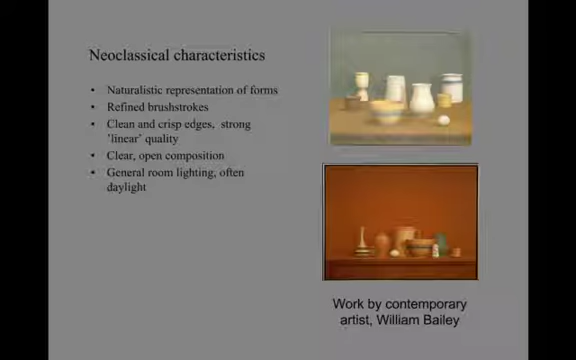 Neoclassical characteristics
• Naturalistic representation of forms
• Refined brushstrokes
• Clean and crisp edges, strong
'linear' quality
• Clear, open composition
• General room lighting, often
daylight
Work by contemporary
artist, William Bailey